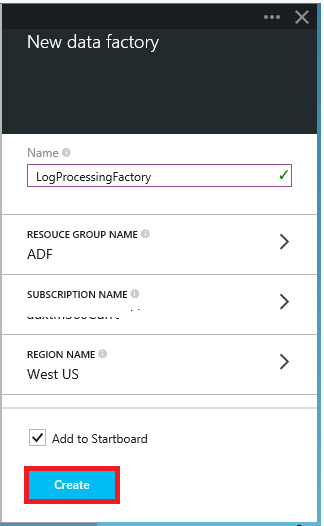 New data factory
Name
LogProcessingFactory
RESOUCE GROUP NAME
ADF
SUBSCRIPTION NAME
REGION NAME
West US
Add to Startboard
Create